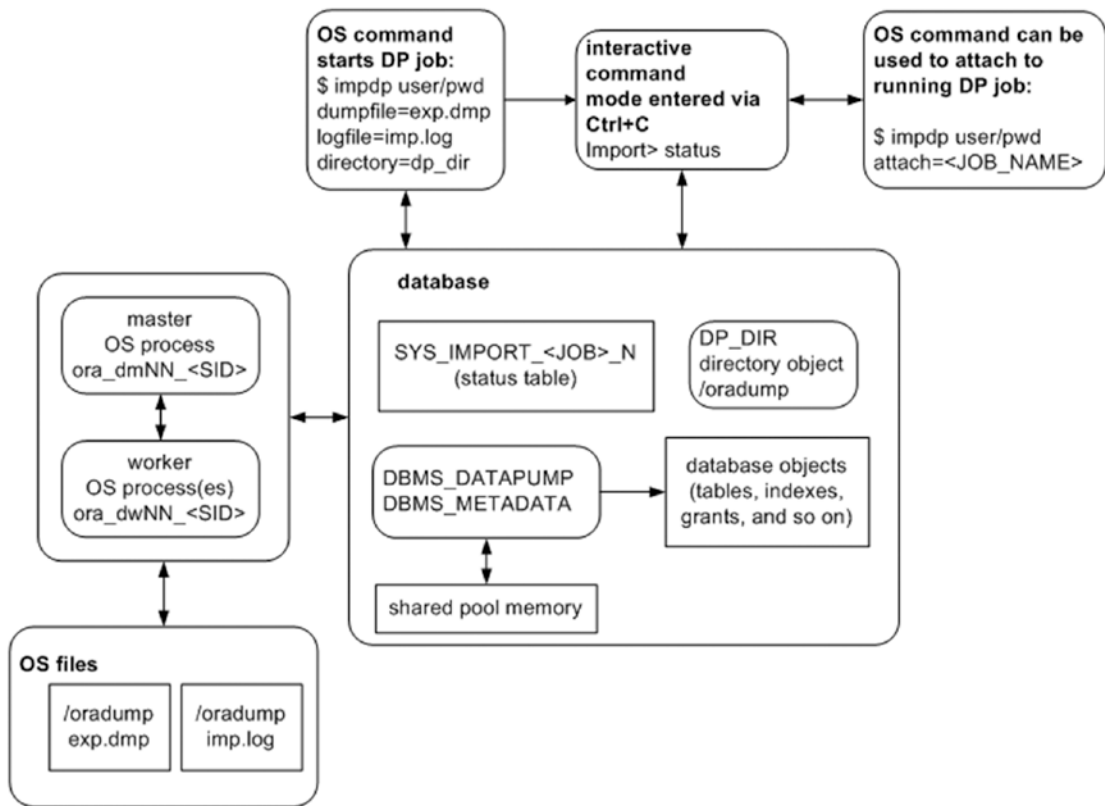 OS command
starts DP job:
$ impdp user/pwd
dumpfile=exp.dmp
logfile=imp.log
directory=dp_dir
interactive
command
mode entered via
Ctrl+C
Import> status
OS command can be
used to attach to
running DP job:
$ impdp user/pwd
attach=<JOB_NAME>
database
SYS_IMPORT_<JOB>_N
(status table)
DP_DIR
directory object
/oradump
master
OS process
ora_dmNN_<SID>
worker
OS process(es)
ora_dwNN_<SID>
DBMS_DATAPUMP
DBMS_METADATA
database objects
(tables, indexes,
grants, and so on)
shared pool memory
OS files
/oradump
exp.dmp
/oradump
imp.log